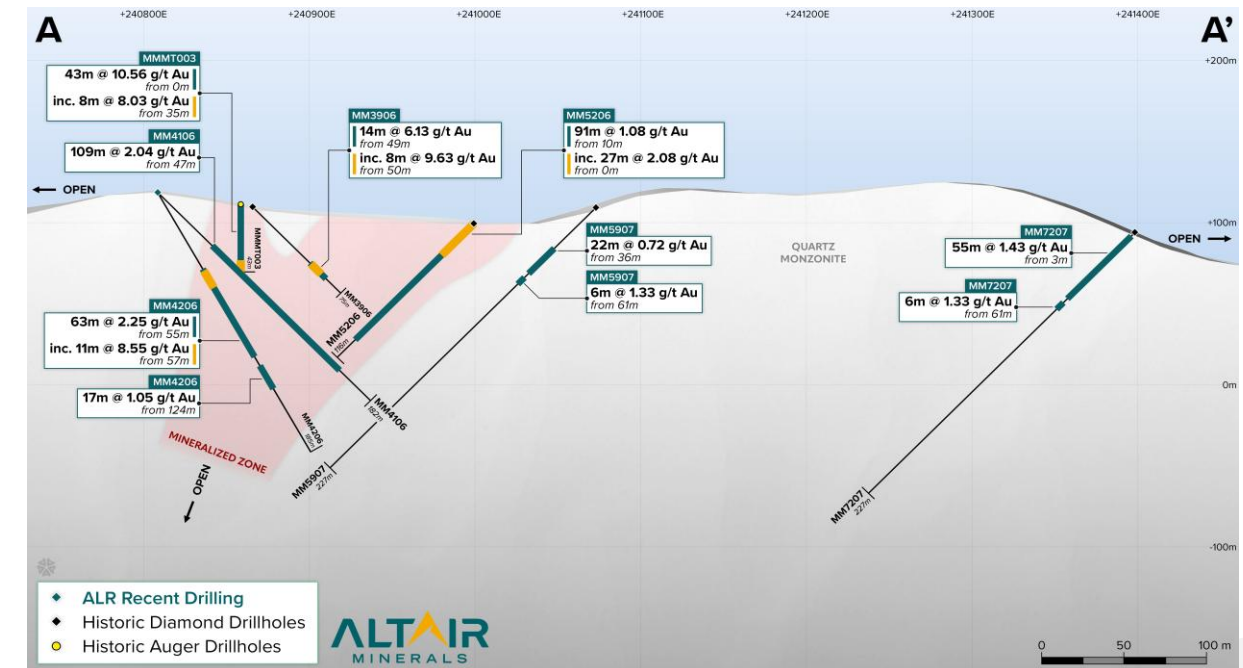 A
A'
+240800E
+240900E
+241000E
+241100E
+241200E
+241300E
+241400E
+200m
MMMT003
43m @ 10.56 g/t Au
from 0m
inc. 8m @ 8.03 g/t Au
from 35m
MM4106
109m @ 2.04 g/t Au
from 47m
MM3906
14m @ 6.13 g/t Au
from 49m
inc. 8m @ 9.63 g/t Au
from 50m
MM5206
91m @ 1.08 g/t Au
from 10m
inc. 27m @ 2.08 g/t Au
from 0m
OPEN
+100m
OPEN
MM5907
22m @ 0.72 g/t Au
from 36m
MM5907
6m @ 1.33 g/t Au
from 61m
QUARTZ
MONZONITE
MM7207
55m @ 1.43 g/t Au
from 3m
MM7207
6m @ 1.33 g/t Au
from 61m
MMMT003
43m
MM3906
75m
MM5206
116m
MM4206
63m @ 2.25 g/t Au
from 55m
inc. 11m @ 8.55 g/t Au
from 57m
MM4206
17m @ 1.05 g/t Au
from 124m
0m
MM4106
182m
MM4206
MINERALIZED ZONE
OPEN
MM5907
227m
MM7207
227m
-100m
ALR Recent Drilling
Historic Diamond Drillholes
Historic Auger Drillholes
ALTAIR
MINERALS
0
50
100 m